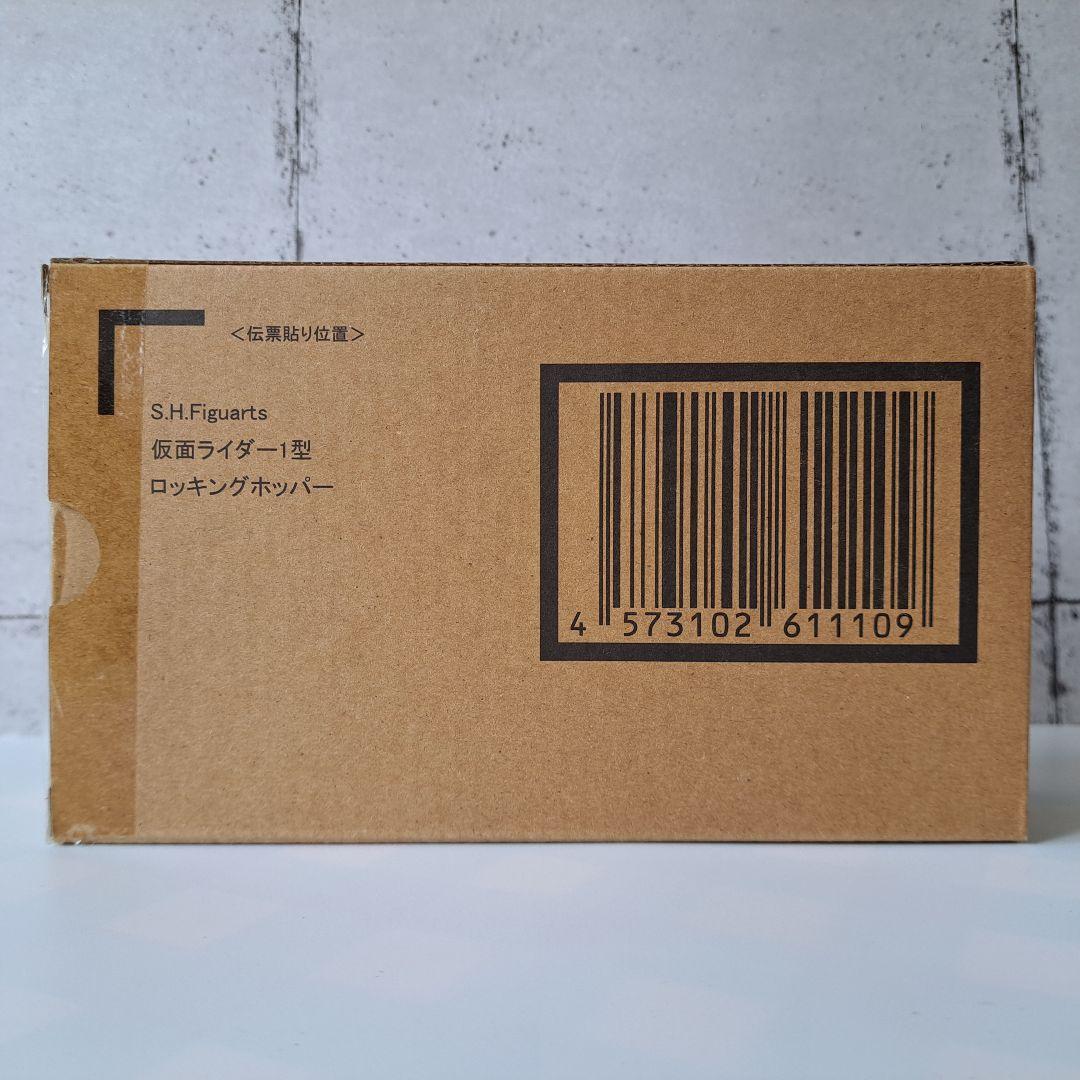 ＜伝票貼り位置＞
S.H.Figuarts
仮面ライダー1型
ロッキングホッパー
4 573102 611109